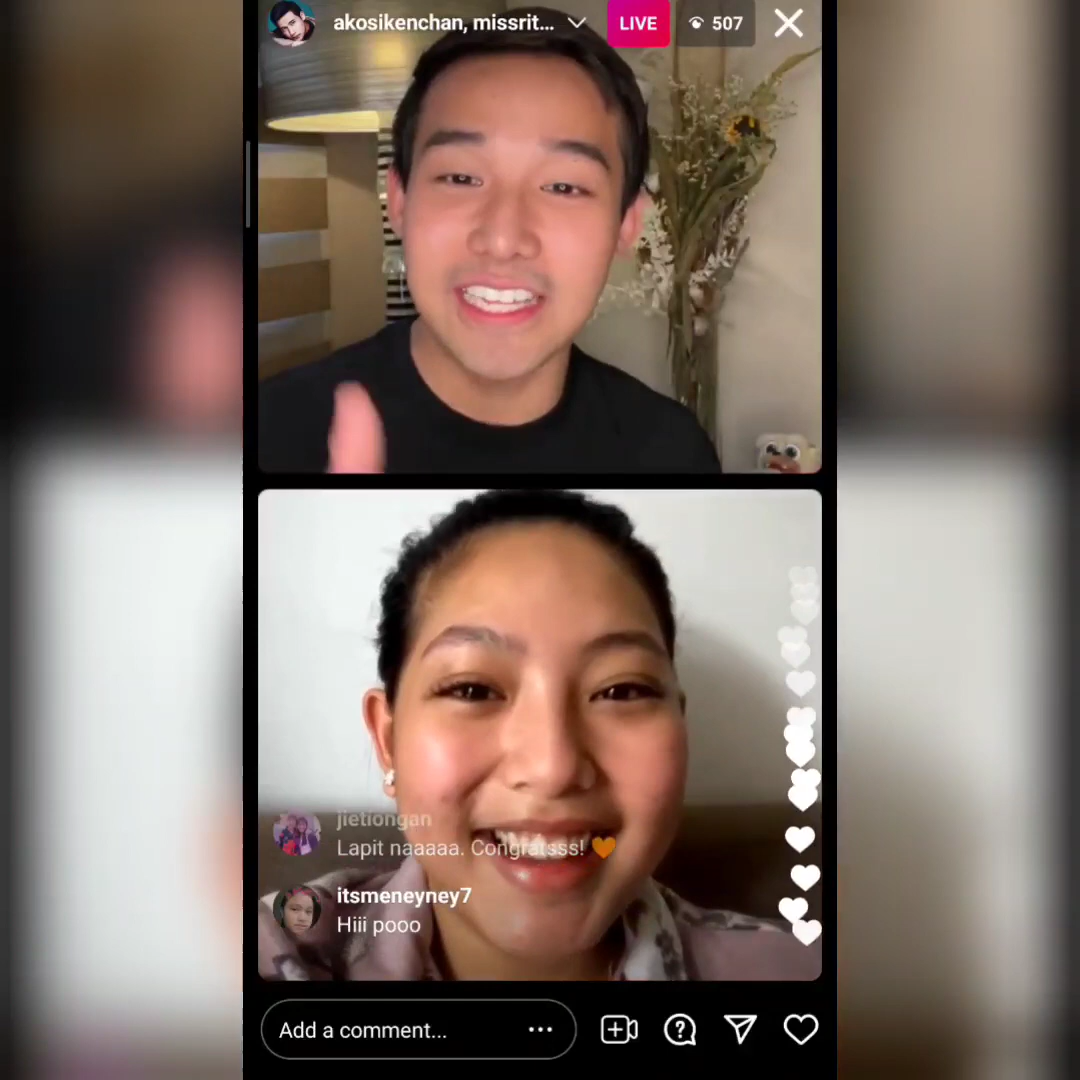 akosikenchan, missrit...
LIVE
507
jietiongan
Lapit naaaaa. Congratsss! 🧡
itsmeneyney7
Hiii pooo
Add a comment...